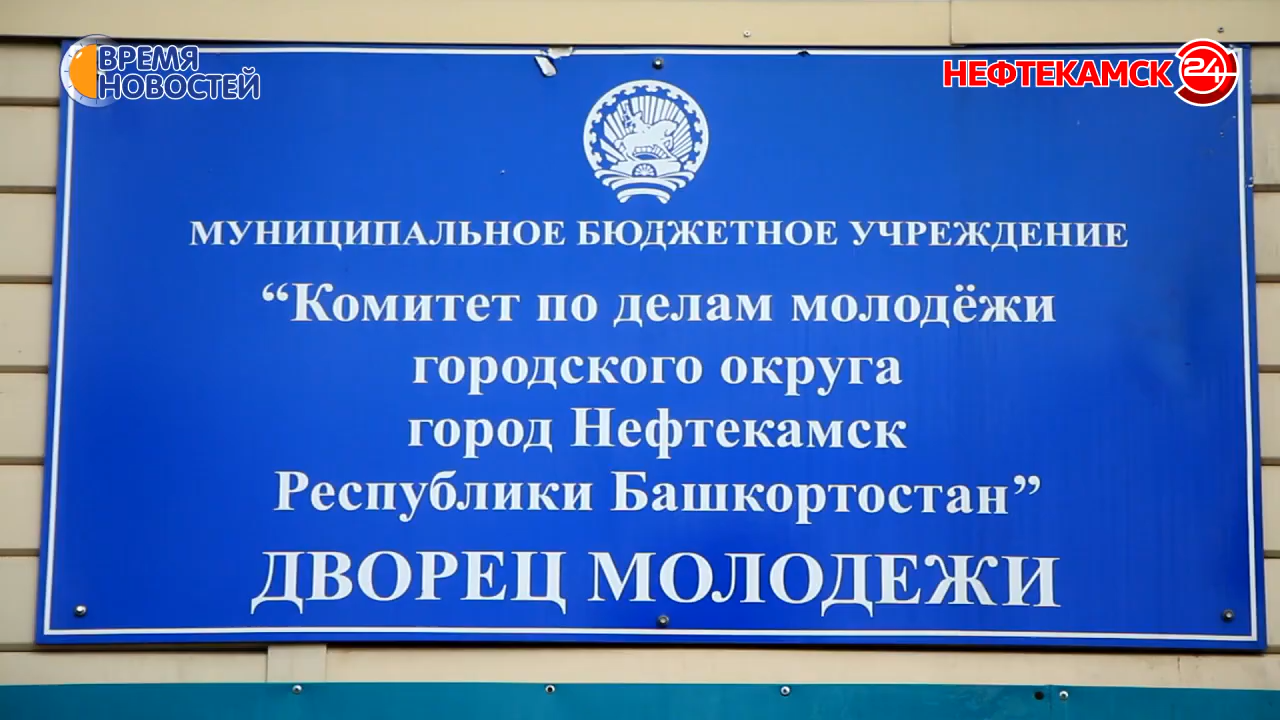 ВРЕМЯ
НОВОСТЕЙ
НЕФТЕКАМСК 24
МУНИЦИПАЛЬНОЕ БЮДЖЕТНОЕ УЧРЕЖДЕНИЕ
“Комитет по делам молодёжи
городского округа
город Нефтекамск
Республики Башкортостан”
ДВОРЕЦ МОЛОДЕЖИ